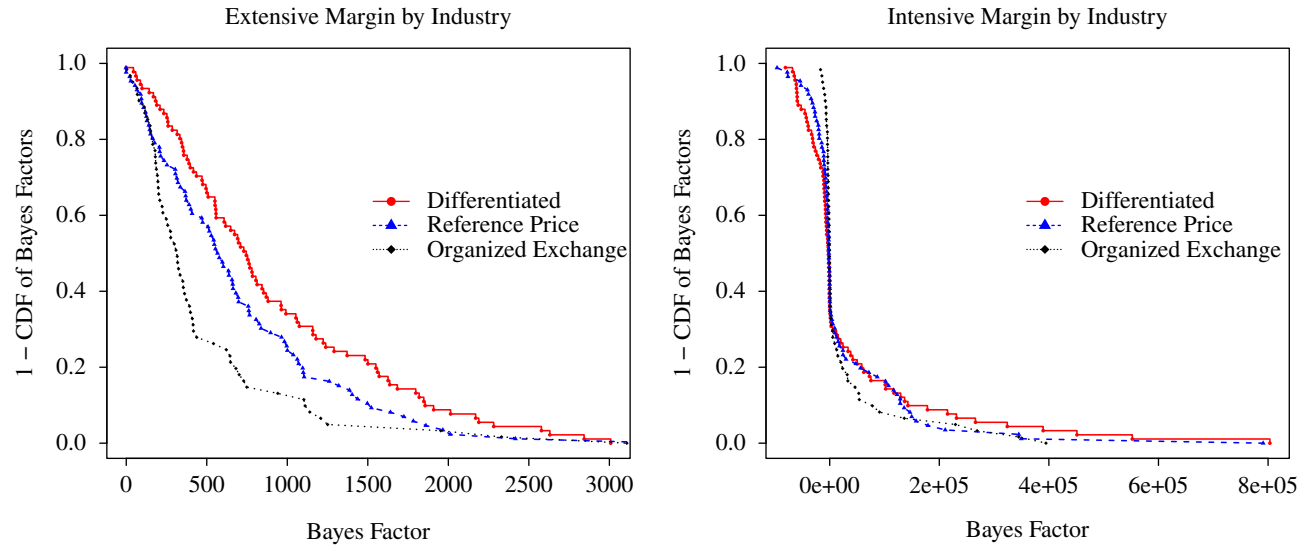 Extensive Margin by Industry
1 − CDF of Bayes Factors
1.0
0.8
0.6
0.4
0.2
0.0
Differentiated
Reference Price
Organized Exchange
0 500 1000 1500 2000 2500 3000
Bayes Factor
Intensive Margin by Industry
1 − CDF of Bayes Factors
1.0
0.8
0.6
0.4
0.2
0.0
Differentiated
Reference Price
Organized Exchange
0e+00 2e+05 4e+05 6e+05 8e+05
Bayes Factor